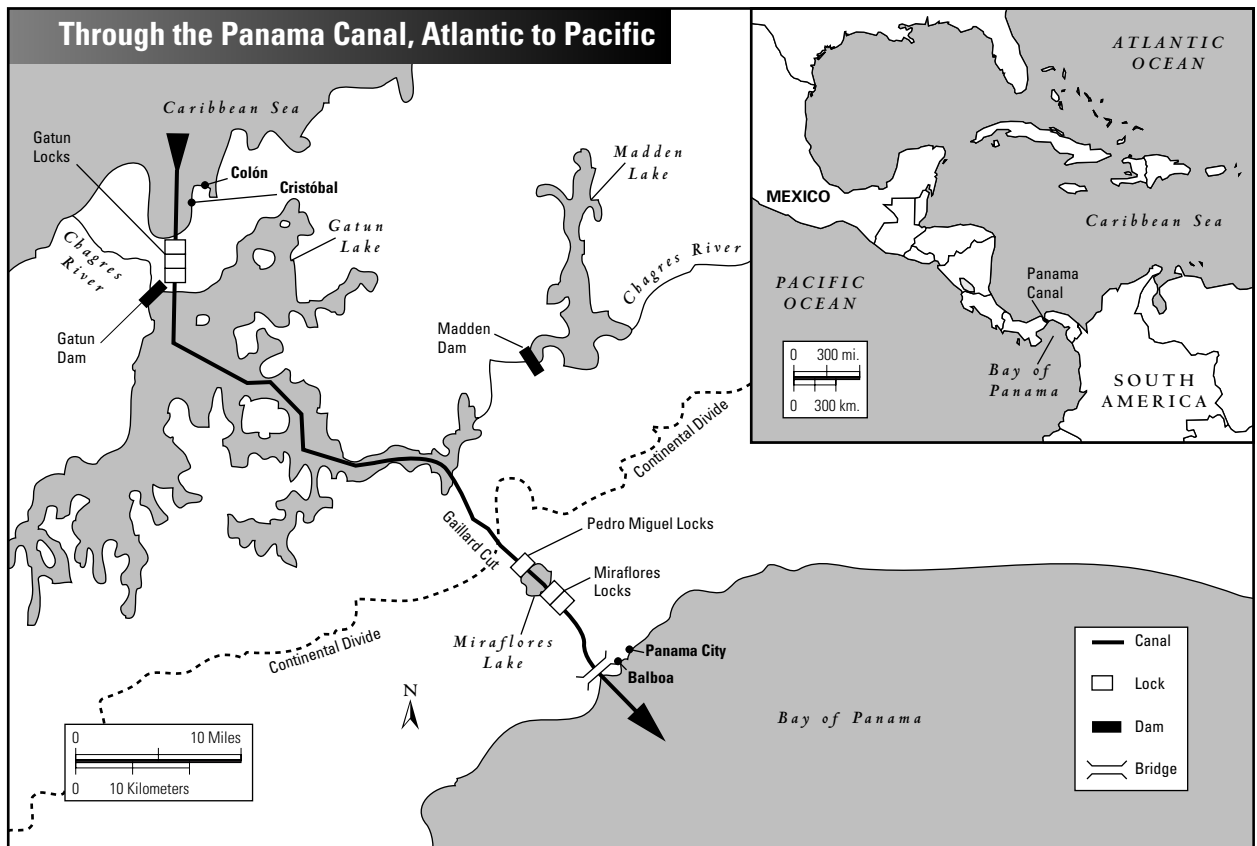 Through the Panama Canal, Atlantic to Pacific
Caribbean Sea
Gatun
Locks
Colón
Cristóbal
Gatun
Lake
Chagres
River
Gatun
Dam
Madden
Lake
Chagres River
Madden
Dam
Continental Divide
Gaillard Cut
Pedro Miguel Locks
Miraflores
Locks
Miraflores
Lake
Continental Divide
Panama City
Balboa
Bay of Panama
N
0 10 Miles
0 10 Kilometers
ATLANTIC
OCEAN
MEXICO
Caribbean Sea
PACIFIC
OCEAN
Panama
Canal
Bay of
Panama
SOUTH
AMERICA
0 300 mi.
0 300 km.
Canal
Lock
Dam
Bridge